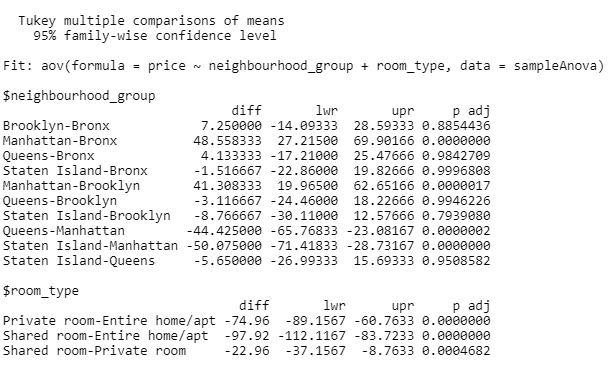 Tukey multiple comparisons of means
95% family-wise confidence level
Fit: aov(formula = price ~ neighbourhood_group + room_type, data = sampleAnova)
$neighbourhood_group
diff lwr upr p adj
Brooklyn-Bronx 7.250000 -14.09333 28.59333 0.8854436
Manhattan-Bronx 48.558333 27.21500 69.90166 0.0000000
Queens-Bronx 4.133333 -17.21000 25.47666 0.9842709
Staten Island-Bronx -1.516667 -22.86000 19.82666 0.9996808
Manhattan-Brooklyn 41.308333 19.96500 62.65166 0.0000017
Queens-Brooklyn -3.116667 -24.46000 18.22666 0.9946226
Staten Island-Brooklyn -8.766667 -30.11000 12.57666 0.7939080
Queens-Manhattan -44.425000 -65.76833 -23.08167 0.0000002
Staten Island-Manhattan -50.075000 -71.41833 -28.73167 0.0000000
Staten Island-Queens -5.650000 -26.99333 15.69333 0.9508582
$room_type
diff lwr upr p adj
Private room-Entire home/apt -74.96 -89.1567 -60.7633 0.0000000
Shared room-Entire home/apt -97.92 -112.1167 -83.7233 0.0000000
Shared room-Private room -22.96 -37.1567 -8.7633 0.0004682